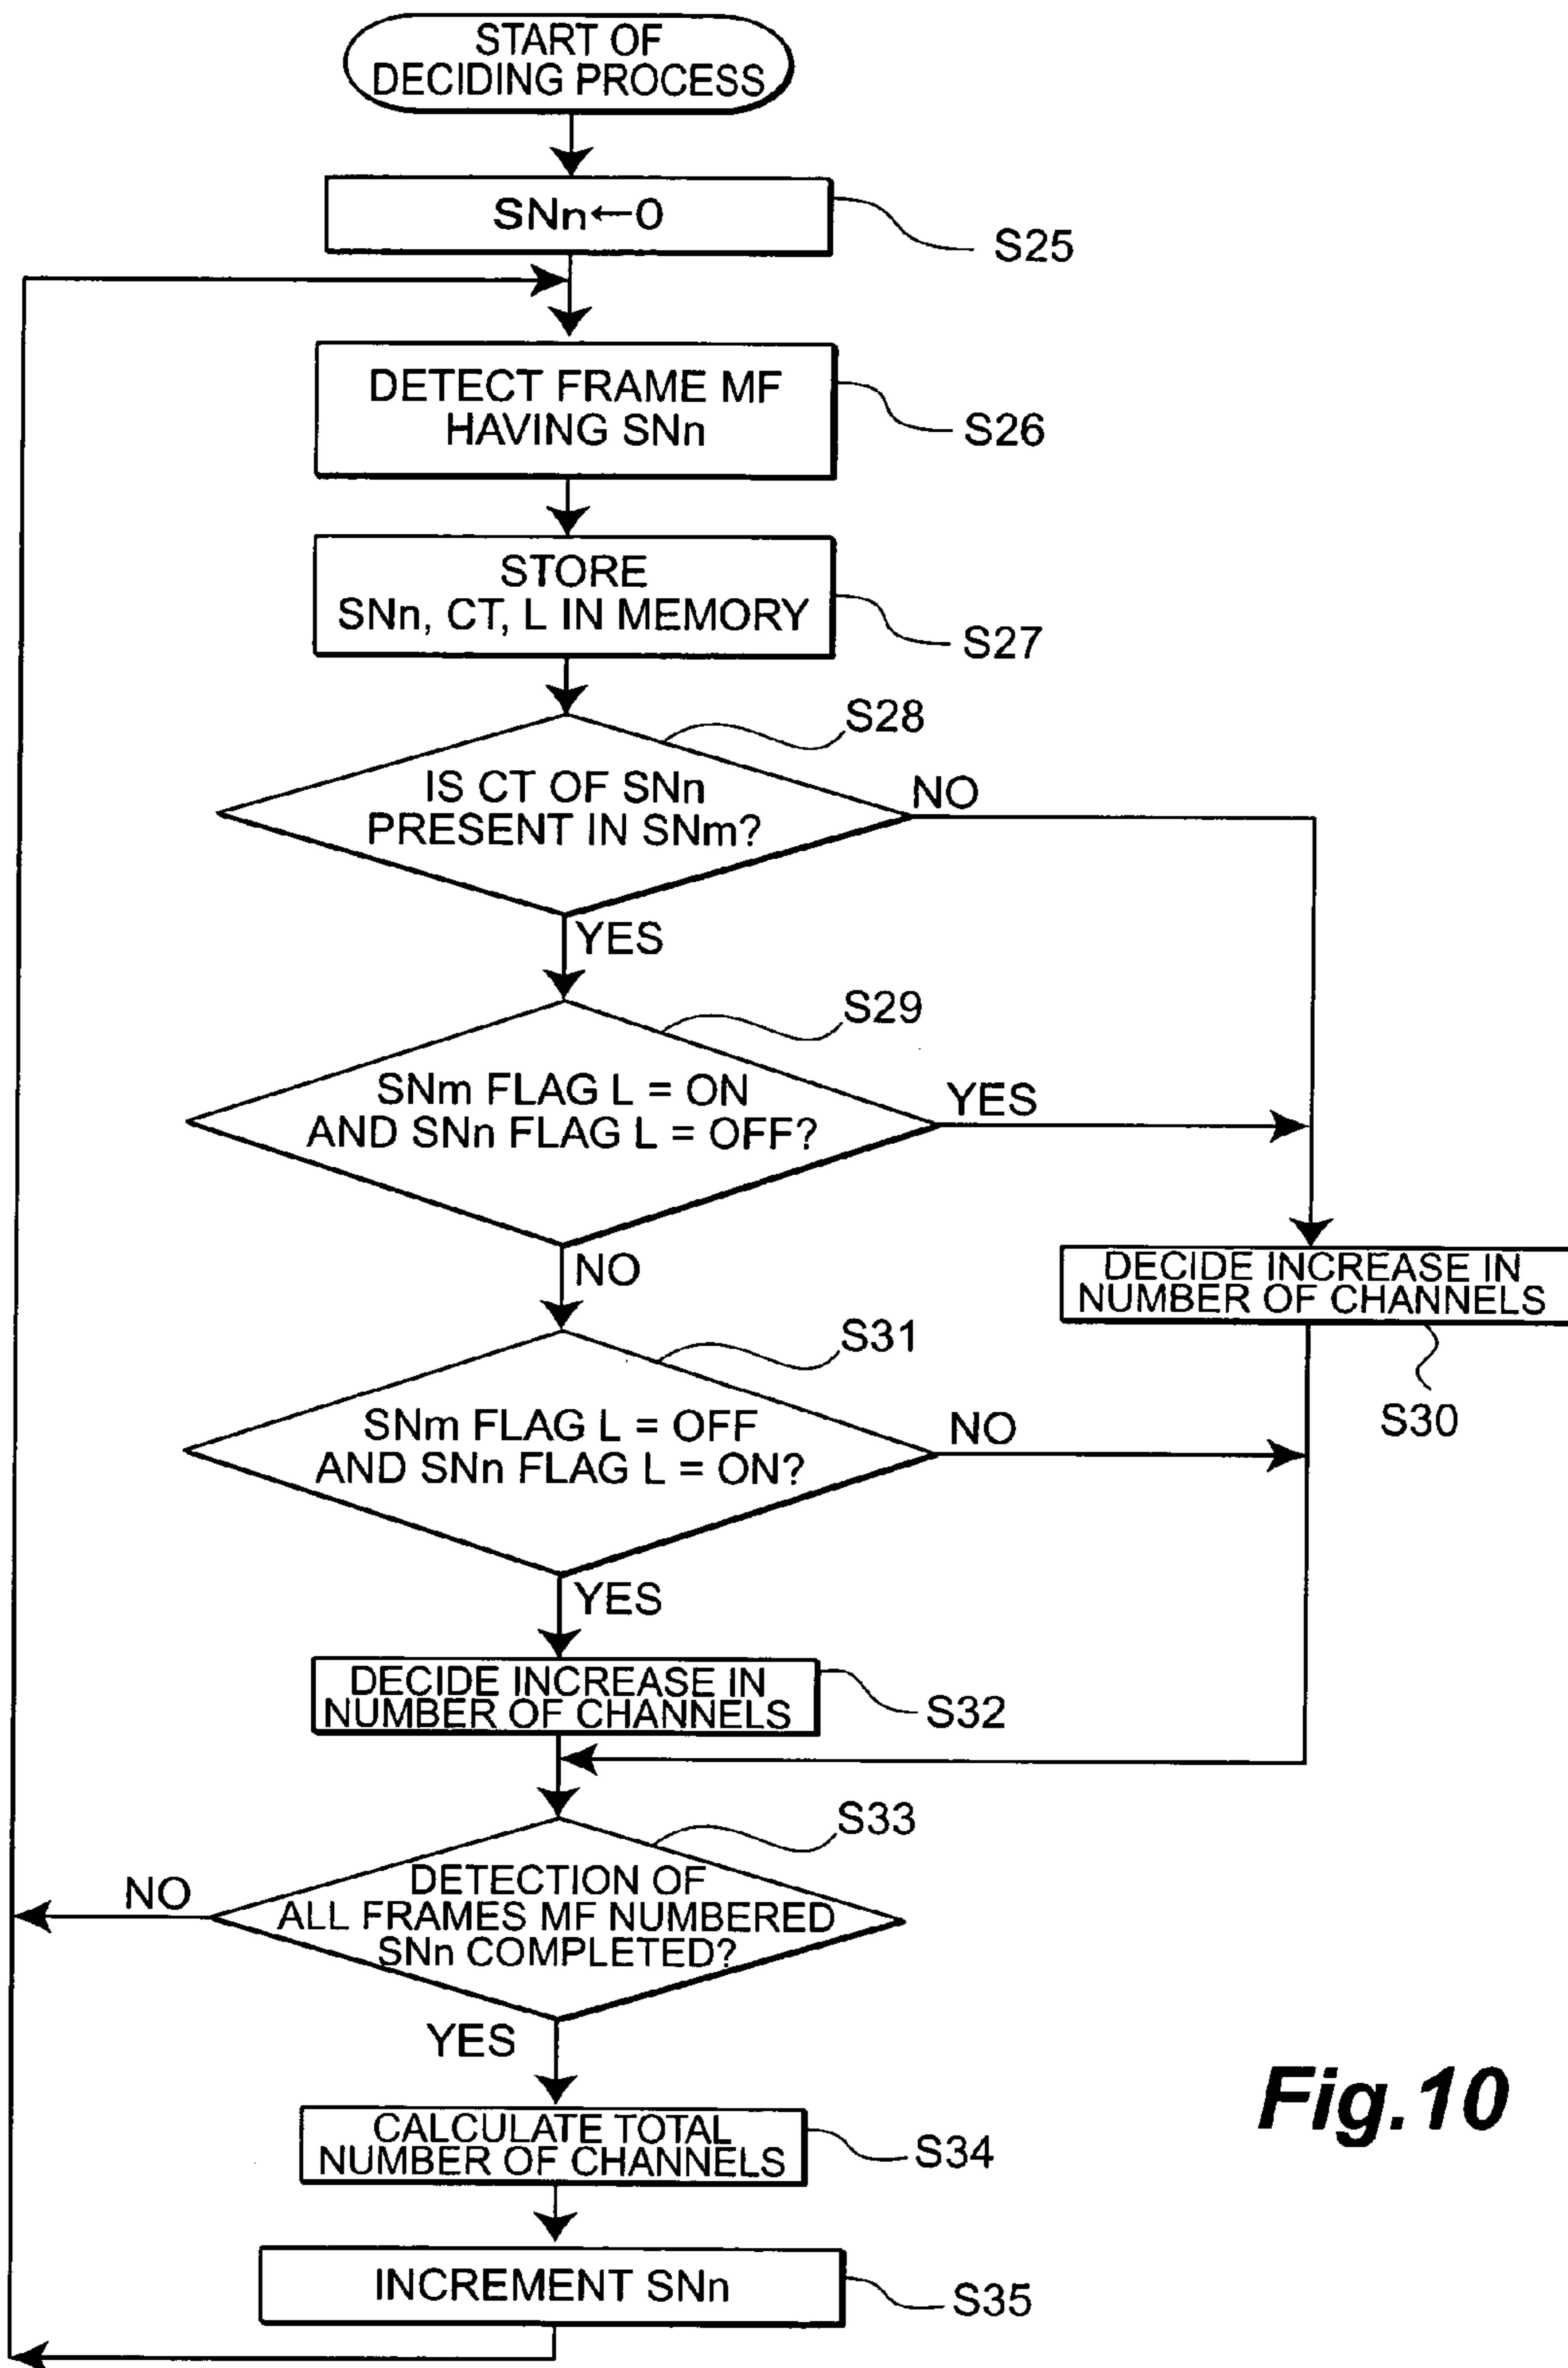 START OF
DECIDING PROCESS
SNn←0
S25
DETECT FRAME MF
HAVING SNn
S26
STORE
SNn, CT, L IN MEMORY
S27
S28
IS CT OF SNn
PRESENT IN SNm?
NO
YES
S29
SNm FLAG L = ON
AND SNn FLAG L = OFF?
YES
NO
DECIDE INCREASE IN
NUMBER OF CHANNELS
S30
S31
SNm FLAG L = OFF
AND SNn FLAG L = ON?
NO
YES
DECIDE INCREASE IN
NUMBER OF CHANNELS
S32
S33
DETECTION OF
ALL FRAMES MF NUMBERED
SNn COMPLETED?
NO
YES
CALCULATE TOTAL
NUMBER OF CHANNELS
S34
INCREMENT SNn
S35
Fig.10